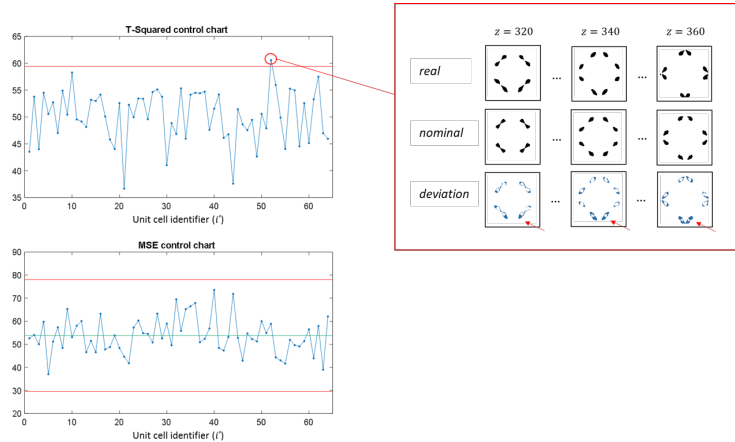 T-Squared control chart
65
60
55
50
45
40
35
0 10 20 30 40 50 60
Unit cell identifier (i')
MSE control chart
90
80
70
60
50
40
30
20
0 10 20 30 40 50 60
Unit cell identifier (i')
z = 320 z = 340 z = 360
real ... ...
nominal ... ...
deviation ... ...